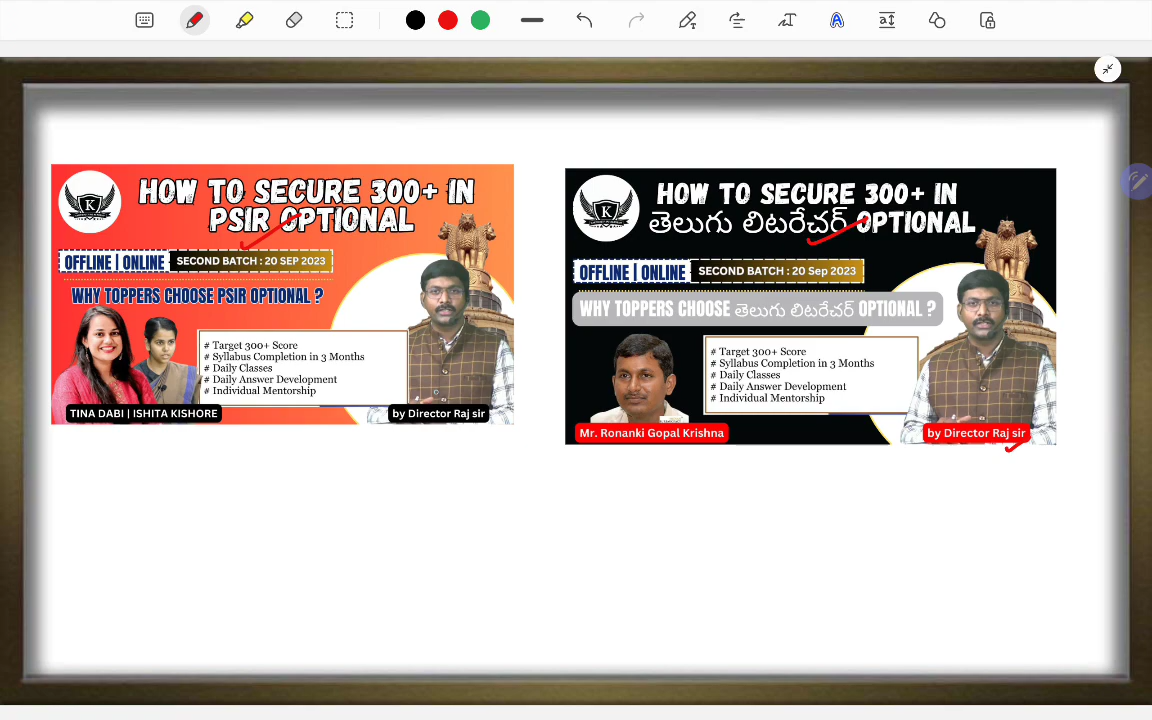 HOW TO SECURE 300+ IN
PSIR OPTIONAL
OFFLINE | ONLINE
SECOND BATCH : 20 SEP 2023
WHY TOPPERS CHOOSE PSIR OPTIONAL ?
# Target 300+ Score
# Syllabus Completion in 3 Months
# Daily Classes
# Daily Answer Development
# Individual Mentorship
TINA DABI | ISHITA KISHORE
by Director Raj sir
K
HOW TO SECURE 300+ IN
తెలుగు లిటరేచర్ OPTIONAL
OFFLINE | ONLINE
SECOND BATCH : 20 Sep 2023
WHY TOPPERS CHOOSE తెలుగు లిటరేచర్ OPTIONAL ?
# Target 300+ Score
# Syllabus Completion in 3 Months
# Daily Classes
# Daily Answer Development
# Individual Mentorship
Mr. Ronanki Gopal Krishna
by Director Raj sir
K